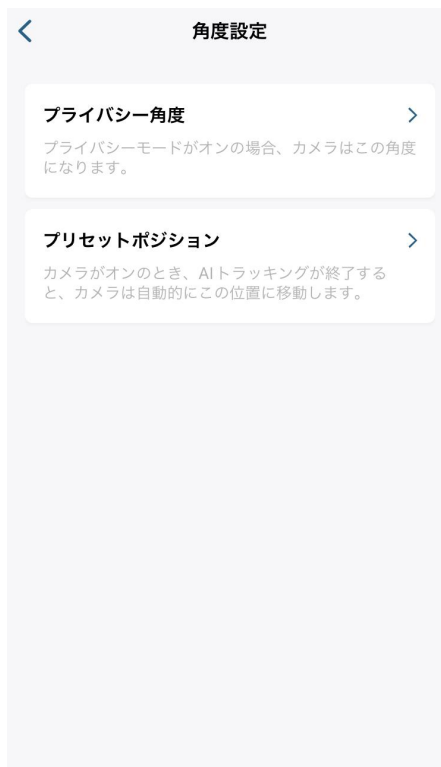 角度設定
プライバシー角度
プライバシーモードがオンの場合、カメラはこの角度
になります。
プリセットポジション
カメラがオンのとき、AIトラッキングが終了する
と、カメラは自動的にこの位置に移動します。